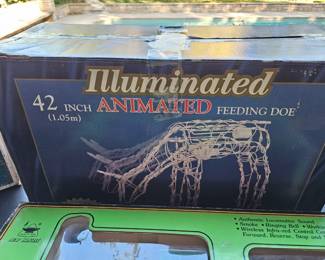 Illuminated
42 INCH ANIMATED FEEDING DOE
(1.05m)
• Authentic Locomotive Sound
• Smoke • Ringing Bell •
• Wireless Infra-red Control
Forward, Reverse, Stop and